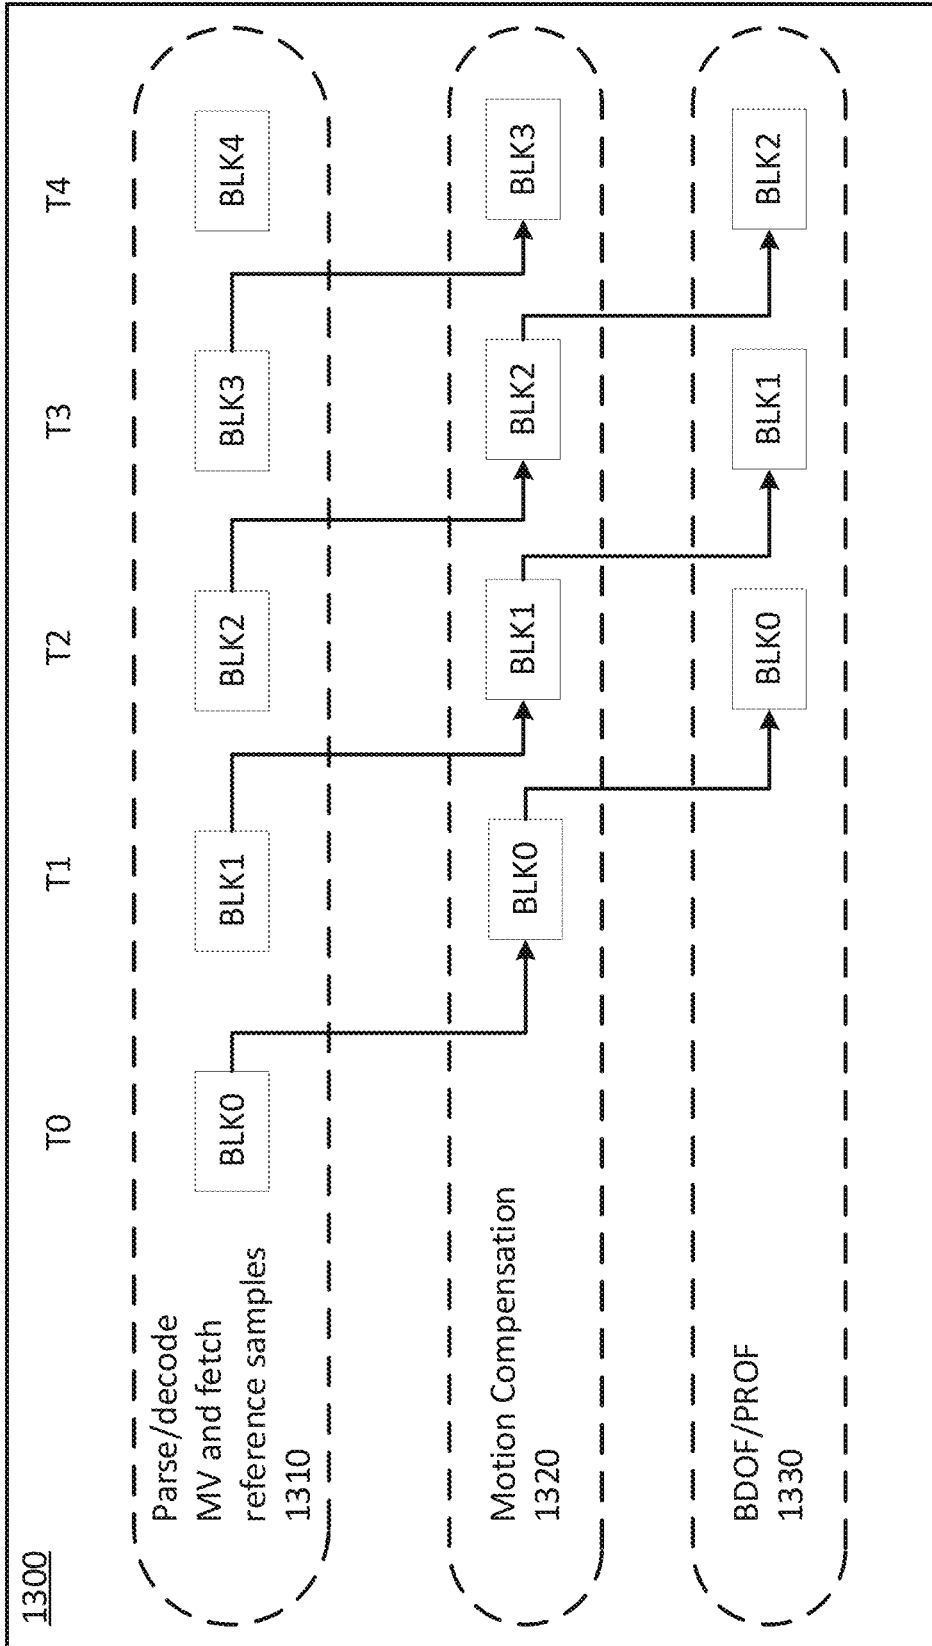 1300
T0 T1 T2 T3 T4
Parse/decode
MV and fetch
reference samples
1310
BLK0 BLK1 BLK2 BLK3 BLK4
Motion Compensation
1320
BLK0 BLK1 BLK2 BLK3
BDOF/PROF
1330
BLK0 BLK1 BLK2